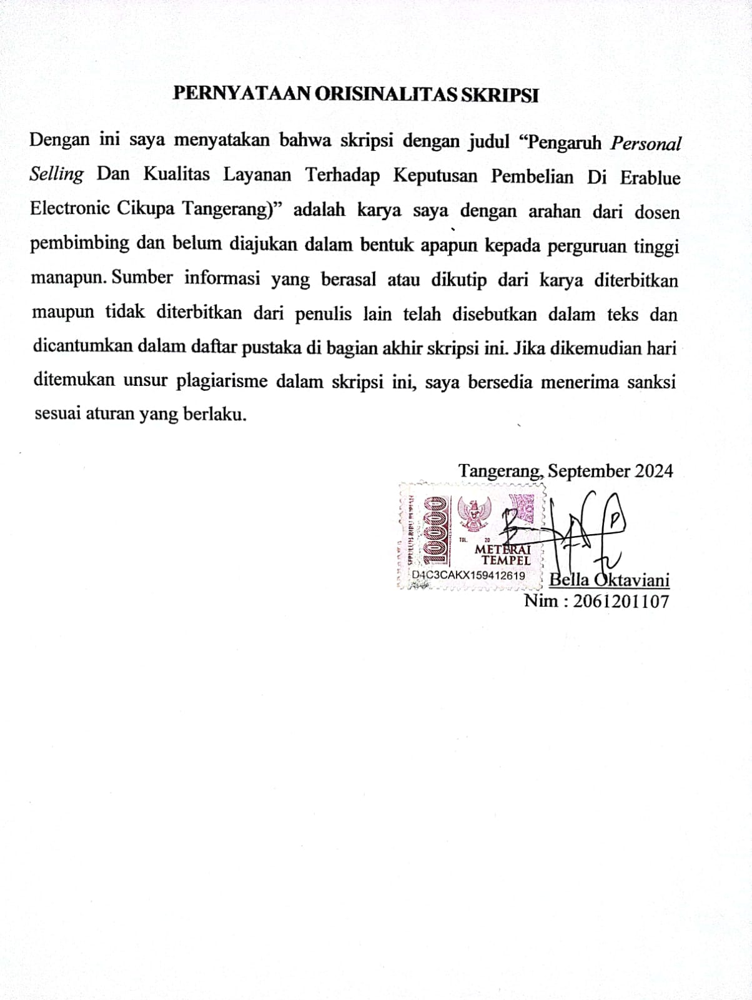 PERNYATAAN ORISINALITAS SKRIPSI
Dengan ini saya menyatakan bahwa skripsi dengan judul “Pengaruh Personal
Selling Dan Kualitas Layanan Terhadap Keputusan Pembelian Di Erablue
Electronic Cikupa Tangerang)” adalah karya saya dengan arahan dari dosen
pembimbing dan belum diajukan dalam bentuk apapun kepada perguruan tinggi
manapun. Sumber informasi yang berasal atau dikutip dari karya diterbitkan
maupun tidak diterbitkan dari penulis lain telah disebutkan dalam teks dan
dicantumkan dalam daftar pustaka di bagian akhir skripsi ini. Jika dikemudian hari
ditemukan unsur plagiarisme dalam skripsi ini, saya bersedia menerima sanksi
sesuai aturan yang berlaku.
Tangerang, September 2024
SEPULUH RIBU RUPIAH
10000
TGL. 20
METERAI
TEMPEL
D4C3CAKX159412619
Bella Oktaviani
Nim : 2061201107